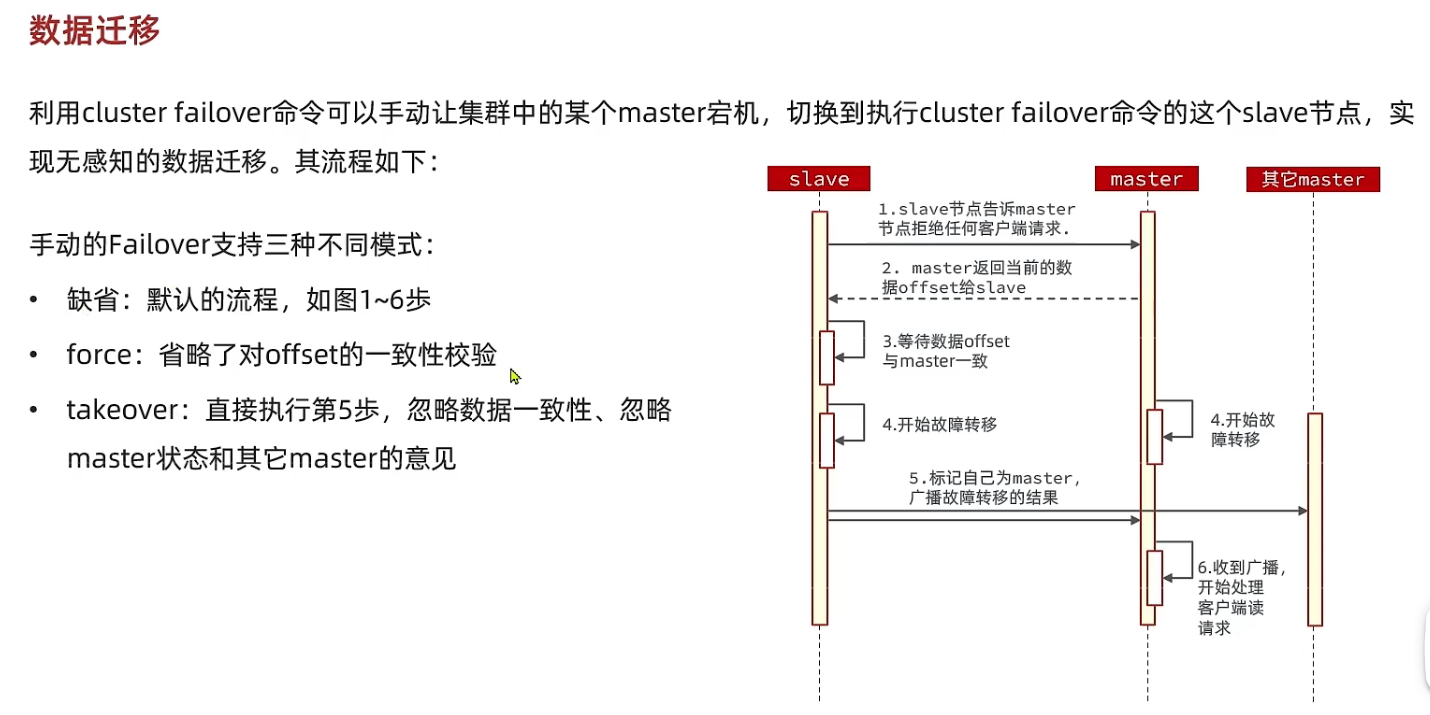 数据迁移
利用cluster failover命令可以手动让集群中的某个master宕机，切换到执行cluster failover命令的这个slave节点，实
现无感知的数据迁移。其流程如下：
手动的Failover支持三种不同模式：
• 缺省：默认的流程，如图1~6歩
• force：省略了对offset的一致性校验
• takeover：直接执行第5歩，忽略数据一致性、忽略
master状态和其它master的意见
slave
master
其它master
1.slave节点告诉master
节点拒绝任何客户端请求.
2. master返回当前的数
据offset给slave
3.等待数据offset
与master一致
4.开始故障转移
4.开始故
障转移
5.标记自己为master，
广播故障转移的结果
6.收到广播，
开始处理
客户端读
请求